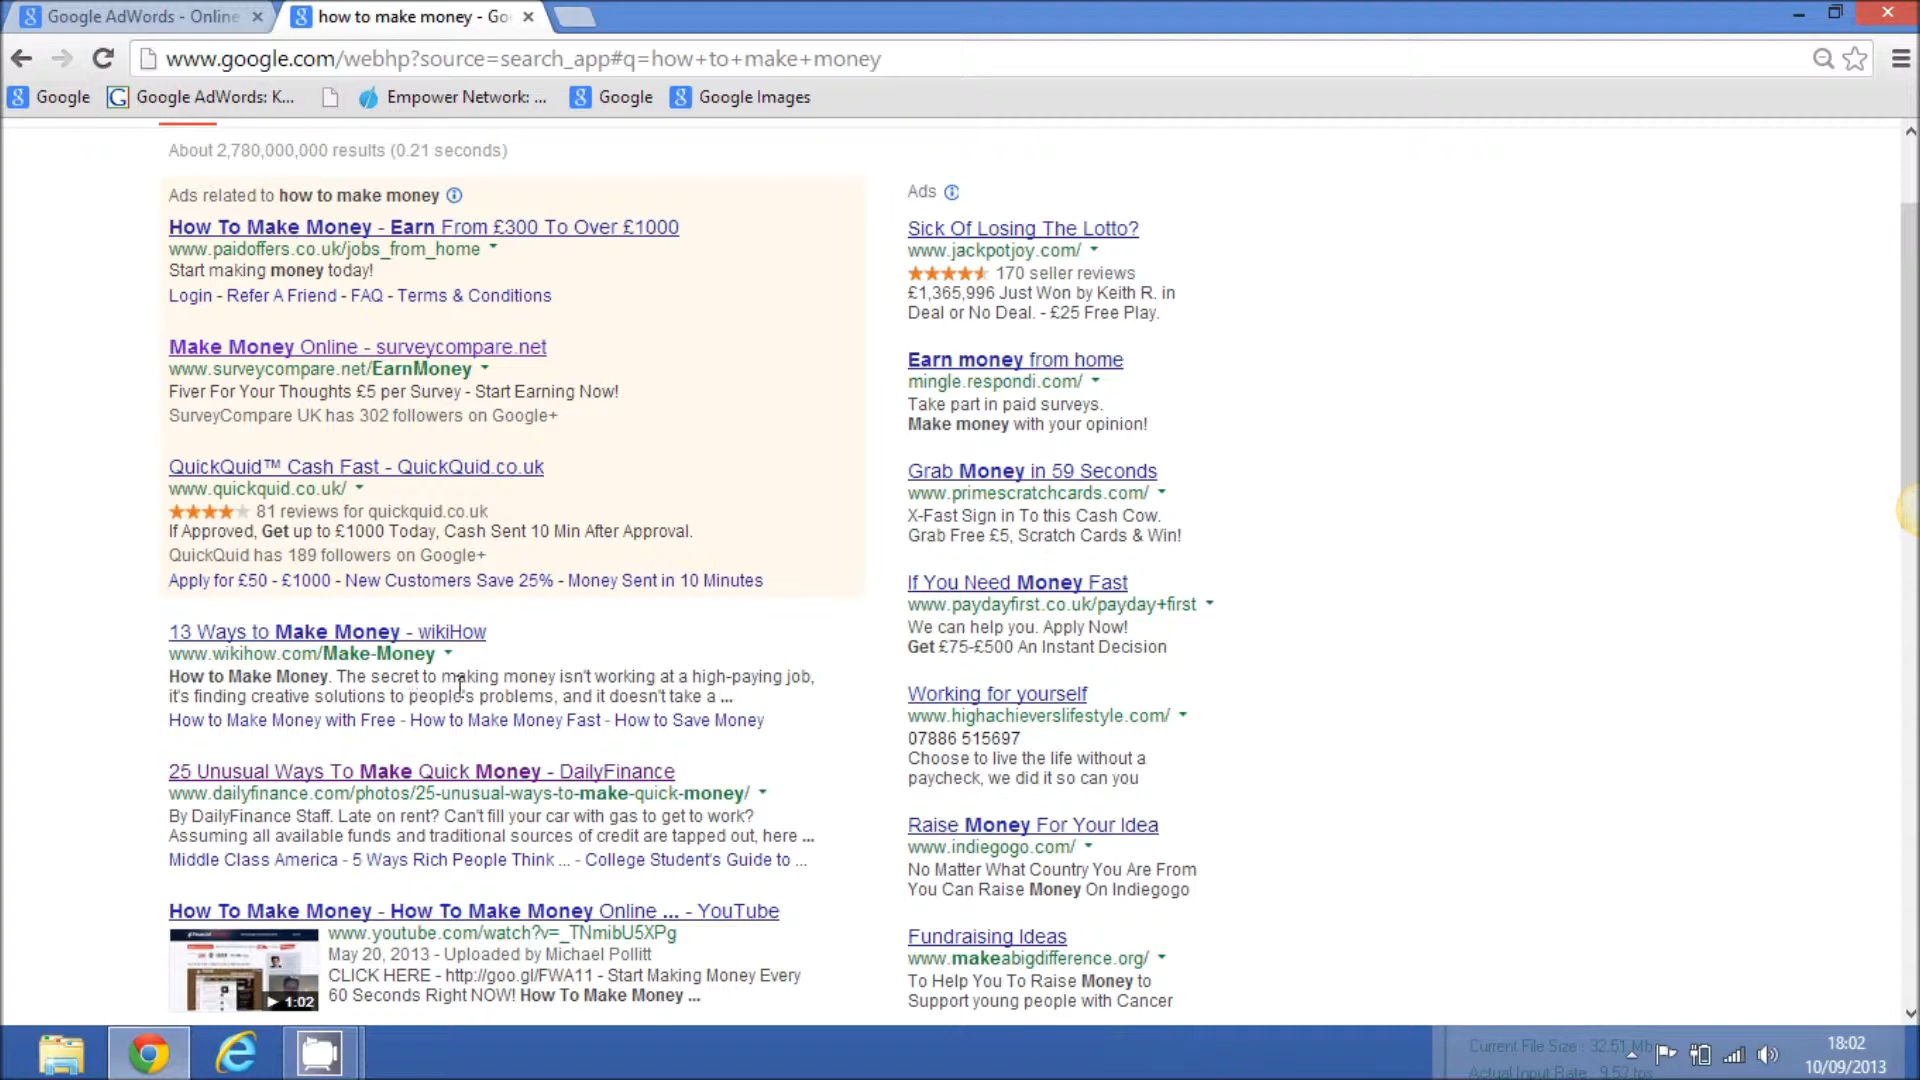 Google AdWords - Online
how to make money - Go
www.google.com/webhp?source=search_app#q=how+to+make+money
Google
Google AdWords: K...
Empower Network: ...
Google
Google Images
About 2,780,000,000 results (0.21 seconds)
Ads related to how to make money
How To Make Money - Earn From £300 To Over £1000
www.paidoffers.co.uk/jobs_from_home
Start making money today!
Login - Refer A Friend - FAQ - Terms & Conditions
Make Money Online - surveycompare.net
www.surveycompare.net/EarnMoney
Fiver For Your Thoughts £5 per Survey - Start Earning Now!
SurveyCompare UK has 302 followers on Google+
QuickQuid™ Cash Fast - QuickQuid.co.uk
www.quickquid.co.uk/
81 reviews for quickquid.co.uk
If Approved, Get up to £1000 Today, Cash Sent 10 Min After Approval.
QuickQuid has 189 followers on Google+
Apply for £50 - £1000 - New Customers Save 25% - Money Sent in 10 Minutes
13 Ways to Make Money - wikiHow
www.wikihow.com/Make-Money
How to Make Money. The secret to making money isn't working at a high-paying job,
it's finding creative solutions to people's problems, and it doesn't take a ...
How to Make Money with Free - How to Make Money Fast - How to Save Money
25 Unusual Ways To Make Quick Money - DailyFinance
www.dailyfinance.com/photos/25-unusual-ways-to-make-quick-money/
By DailyFinance Staff. Late on rent? Can't fill your car with gas to get to work?
Assuming all available funds and traditional sources of credit are tapped out, here ...
Middle Class America - 5 Ways Rich People Think ... - College Student's Guide to ...
How To Make Money - How To Make Money Online ... - YouTube
www.youtube.com/watch?v=_TNmibU5XPg
May 20, 2013 - Uploaded by Michael Pollitt
CLICK HERE - http://goo.gl/FWA11 - Start Making Money Every
60 Seconds Right NOW! How To Make Money ...
1:02
Ads
Sick Of Losing The Lotto?
www.jackpotjoy.com/
170 seller reviews
£1,365,996 Just Won by Keith R. in
Deal or No Deal. - £25 Free Play.
Earn money from home
mingle.respondi.com/
Take part in paid surveys.
Make money with your opinion!
Grab Money in 59 Seconds
www.primescratchcards.com/
X-Fast Sign in To this Cash Cow.
Grab Free £5, Scratch Cards & Win!
If You Need Money Fast
www.paydayfirst.co.uk/payday+first
We can help you. Apply Now!
Get £75-£500 An Instant Decision
Working for yourself
www.highachieverslifestyle.com/
07886 515697
Choose to live the life without a
paycheck, we did it so can you
Raise Money For Your Idea
www.indiegogo.com/
No Matter What Country You Are From
You Can Raise Money On Indiegogo
Fundraising Ideas
www.makeabigdifference.org/
To Help You To Raise Money to
Support young people with Cancer
Current File Size : 32.51 Mb
Actual Input Rate : 9.53 fps
18:02
10/09/2013